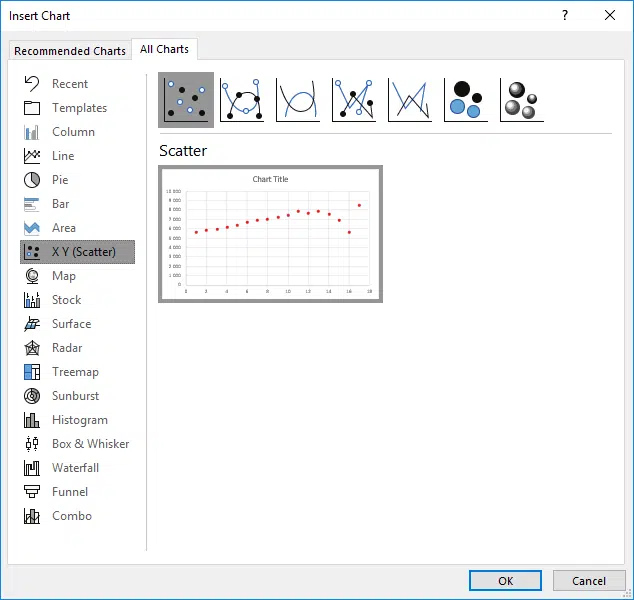 Insert Chart
?
Recommended Charts
All Charts
Recent
Templates
Column
Line
Pie
Bar
Area
X Y (Scatter)
Map
Stock
Surface
Radar
Treemap
Sunburst
Histogram
Box & Whisker
Waterfall
Funnel
Combo
Scatter
Chart Title
10 000
9 000
8 000
7 000
6 000
5 000
4 000
3 000
2 000
1 000
0
0 2 4 6 8 10 12 14 16 18
OK
Cancel